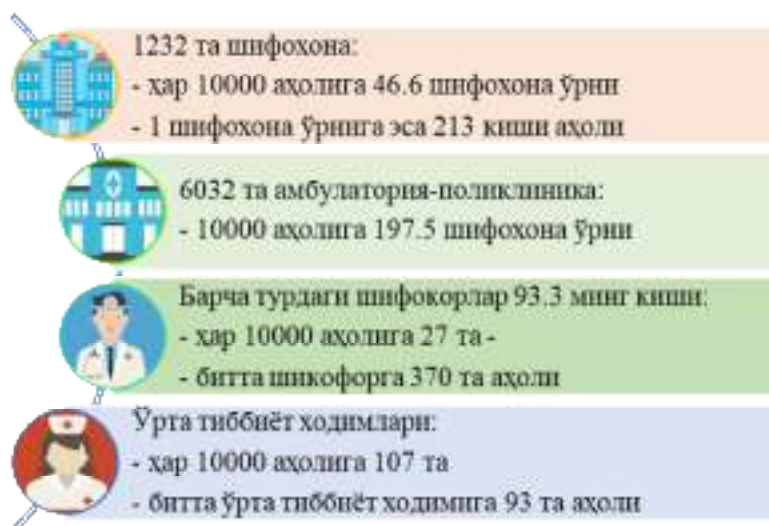 1232 та шифохона:
- ҳар 10000 аҳолига 46.6 шифохона ўрни
- 1 шифохона ўрнига эса 213 киши аҳоли
6032 та амбулатория-поликлиника:
- 10000 аҳолига 197.5 шифохона ўрни
Барча турдаги шифокорлар 93.3 минг киши:
- ҳар 10000 аҳолига 27 та -
- битта шикофорга 370 та аҳоли
Ўрта тиббиёт ходимлари:
- ҳар 10000 аҳолига 107 та
- битта ўрта тиббиёт ходимига 93 та аҳоли